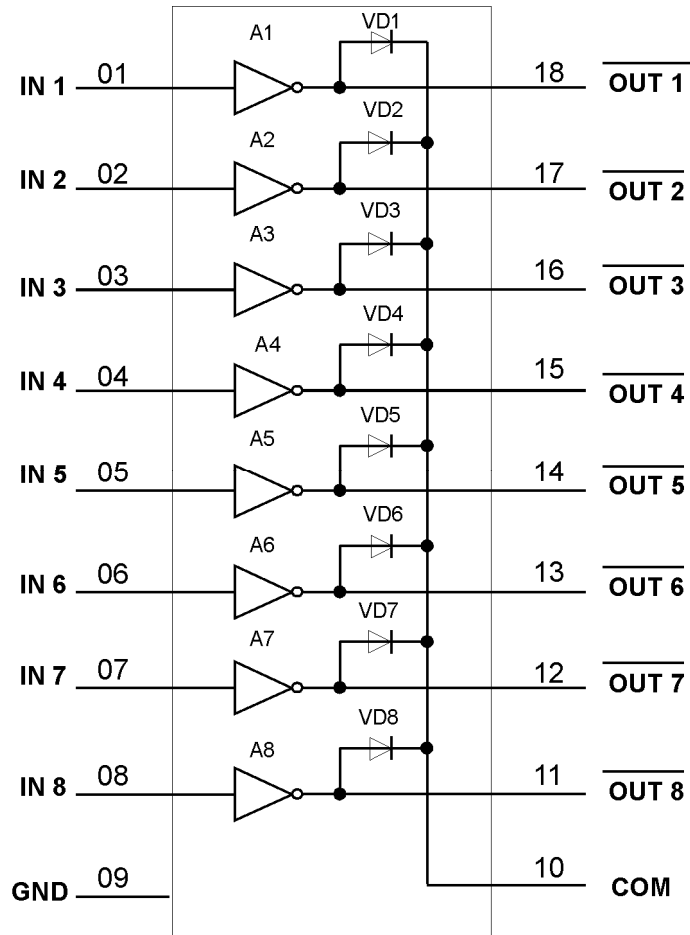 A1 VD1
IN 1 01 18 OUT 1
A2 VD2
IN 2 02 17 OUT 2
A3 VD3
IN 3 03 16 OUT 3
A4 VD4
IN 4 04 15 OUT 4
A5 VD5
IN 5 05 14 OUT 5
A6 VD6
IN 6 06 13 OUT 6
A7 VD7
IN 7 07 12 OUT 7
A8 VD8
IN 8 08 11 OUT 8
GND 09 10 COM